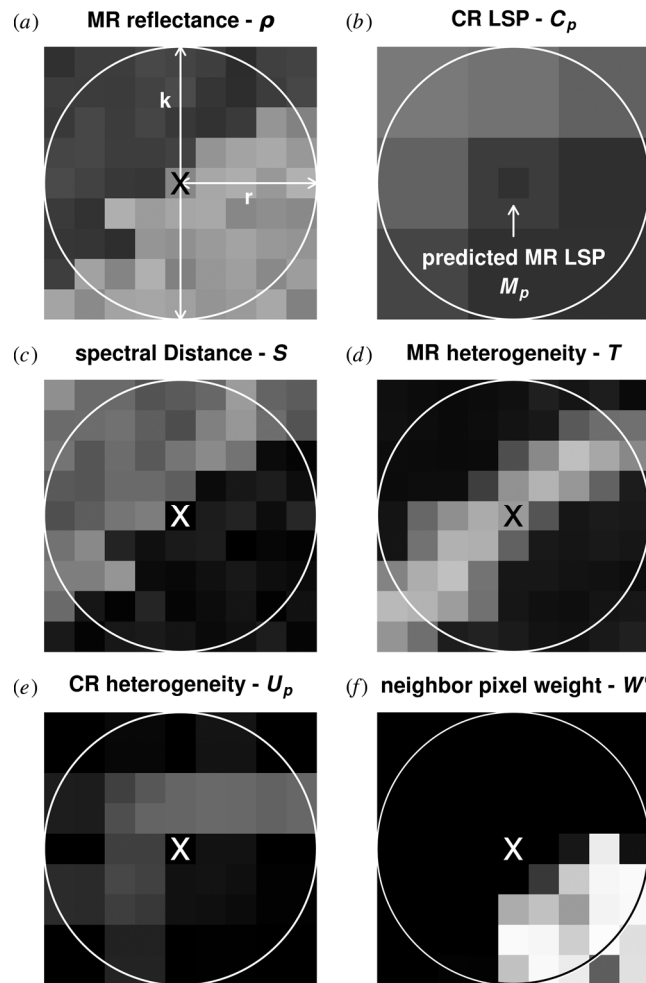 (a) MR reflectance - ρ
k
X
r
(b) CR LSP - Cp
predicted MR LSP
Mp
(c) spectral Distance - S
X
(d) MR heterogeneity - T
X
(e) CR heterogeneity - Up
X
(f) neighbor pixel weight - W'
X